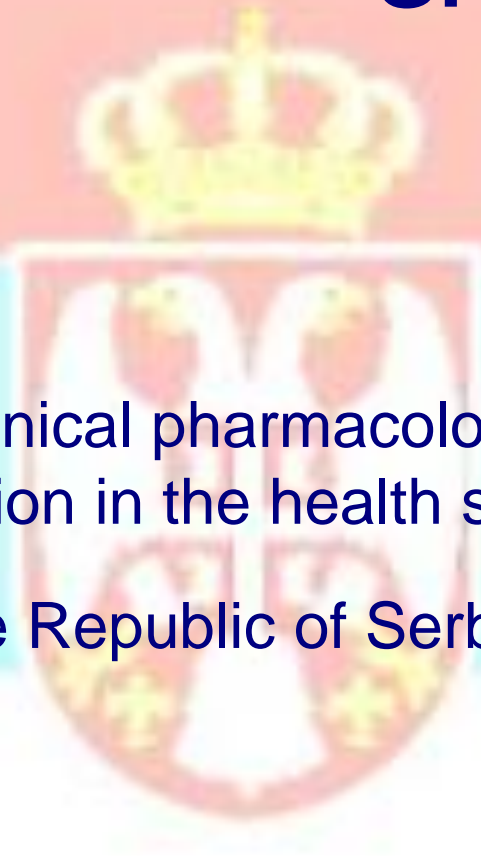 nical pharmacolo
ion in the health s
e Republic of Serb